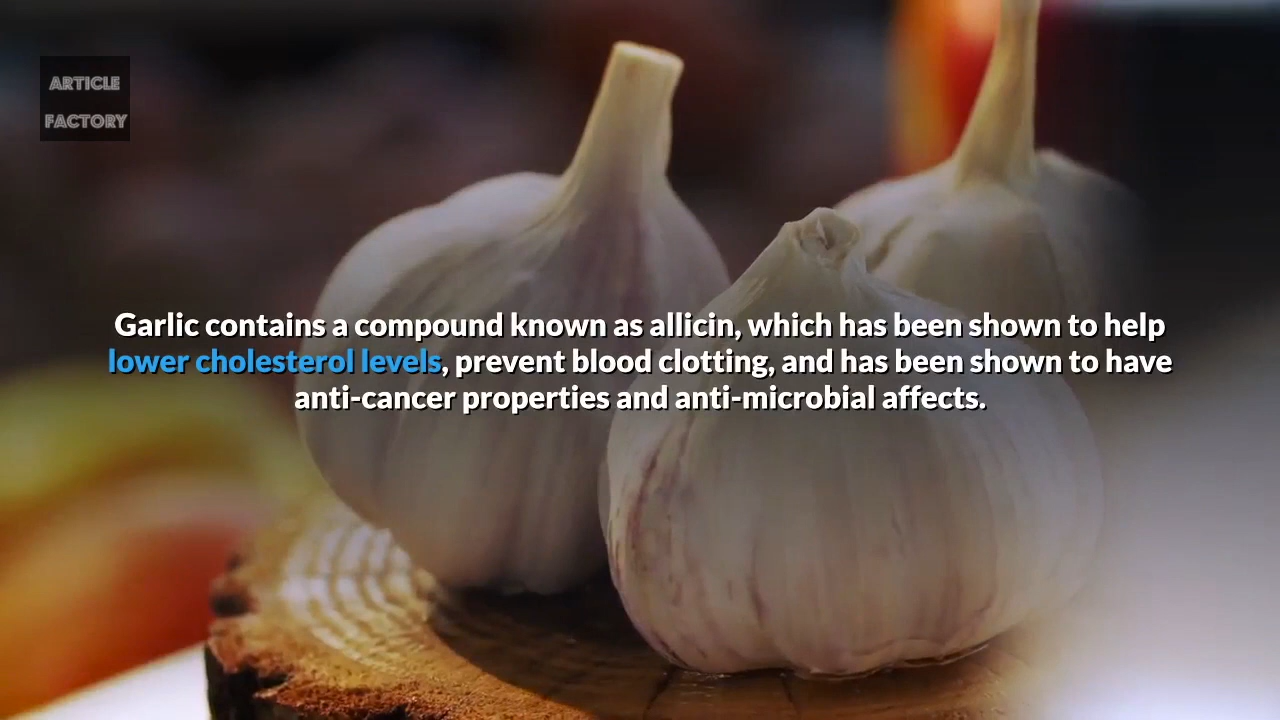 ARTICLE
FACTORY
Garlic contains a compound known as allicin, which has been shown to help
lower cholesterol levels, prevent blood clotting, and has been shown to have
anti-cancer properties and anti-microbial affects.